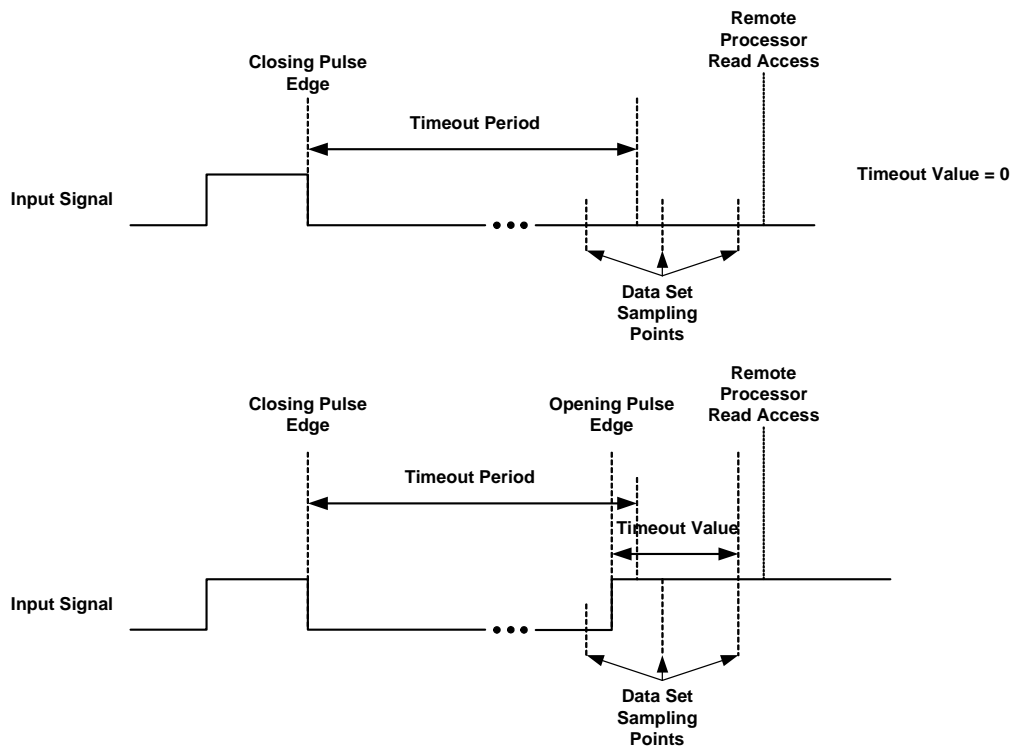 Remote
Processor
Read Access
Closing Pulse
Edge
Timeout Period
Timeout Value = 0
Input Signal
Data Set
Sampling
Points
Remote
Processor
Read Access
Closing Pulse
Edge
Opening Pulse
Edge
Timeout Period
Timeout Value
Input Signal
Data Set
Sampling
Points